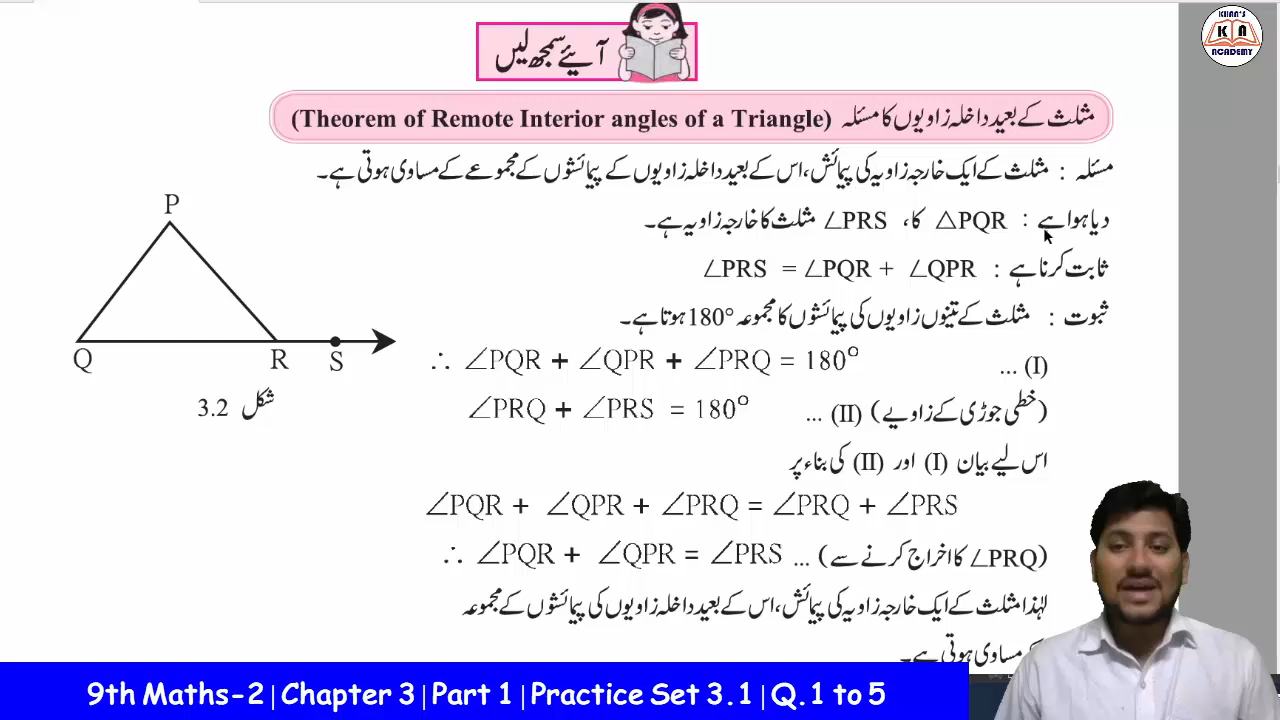 KHAN'S
K A
ACADEMY
آئیے سمجھ لیں
مثلث کے بعید داخلہ زاویوں کا مسئلہ (Theorem of Remote Interior angles of a Triangle)
مسئلہ : مثلث کے ایک خارجہ زاویہ کی پیمائش، اس کے بعید داخلہ زاویوں کے پیمائشوں کے مجموعے کے مساوی ہوتی ہے۔
دیا ہوا ہے : △PQR کا، ∠PRS مثلث کا خارجہ زاویہ ہے۔
ثابت کرنا ہے : ∠PRS = ∠PQR + ∠QPR
ثبوت : مثلث کے تینوں زاویوں کی پیمائشوں کا مجموعہ 180° ہوتا ہے۔
∴ ∠PQR + ∠QPR + ∠PRQ = 180° ... (I)
∠PRQ + ∠PRS = 180° ... (II) (خطی جوڑی کے زاویے)
اس لیے بیان (I) اور (II) کی بناء پر
∠PQR + ∠QPR + ∠PRQ = ∠PRQ + ∠PRS
∴ ∠PQR + ∠QPR = ∠PRS ... (∠PRQ کا اخراج کرنے سے)
لہٰذا مثلث کے ایک خارجہ زاویہ کی پیمائش، اس کے بعید داخلہ زاویوں کی پیمائشوں کے مجموعہ
مساوی ہوتی ہے۔
P
Q
R
S
شکل 3.2
9th Maths-2|Chapter 3|Part 1|Practice Set 3.1|Q.1 to 5